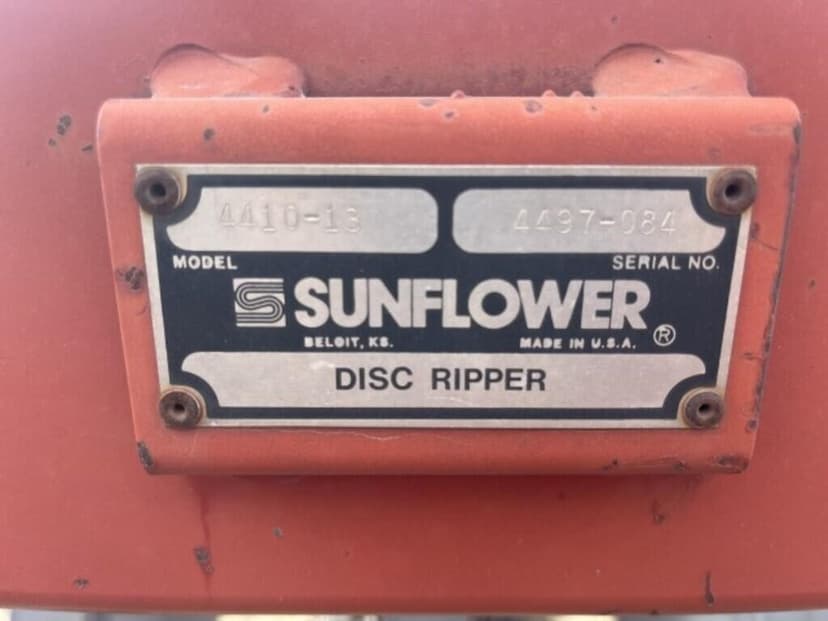 4410-13 4497-084
MODEL SERIAL NO.
SUNFLOWER
BELOIT, KS. MADE IN U.S.A. ®
DISC RIPPER